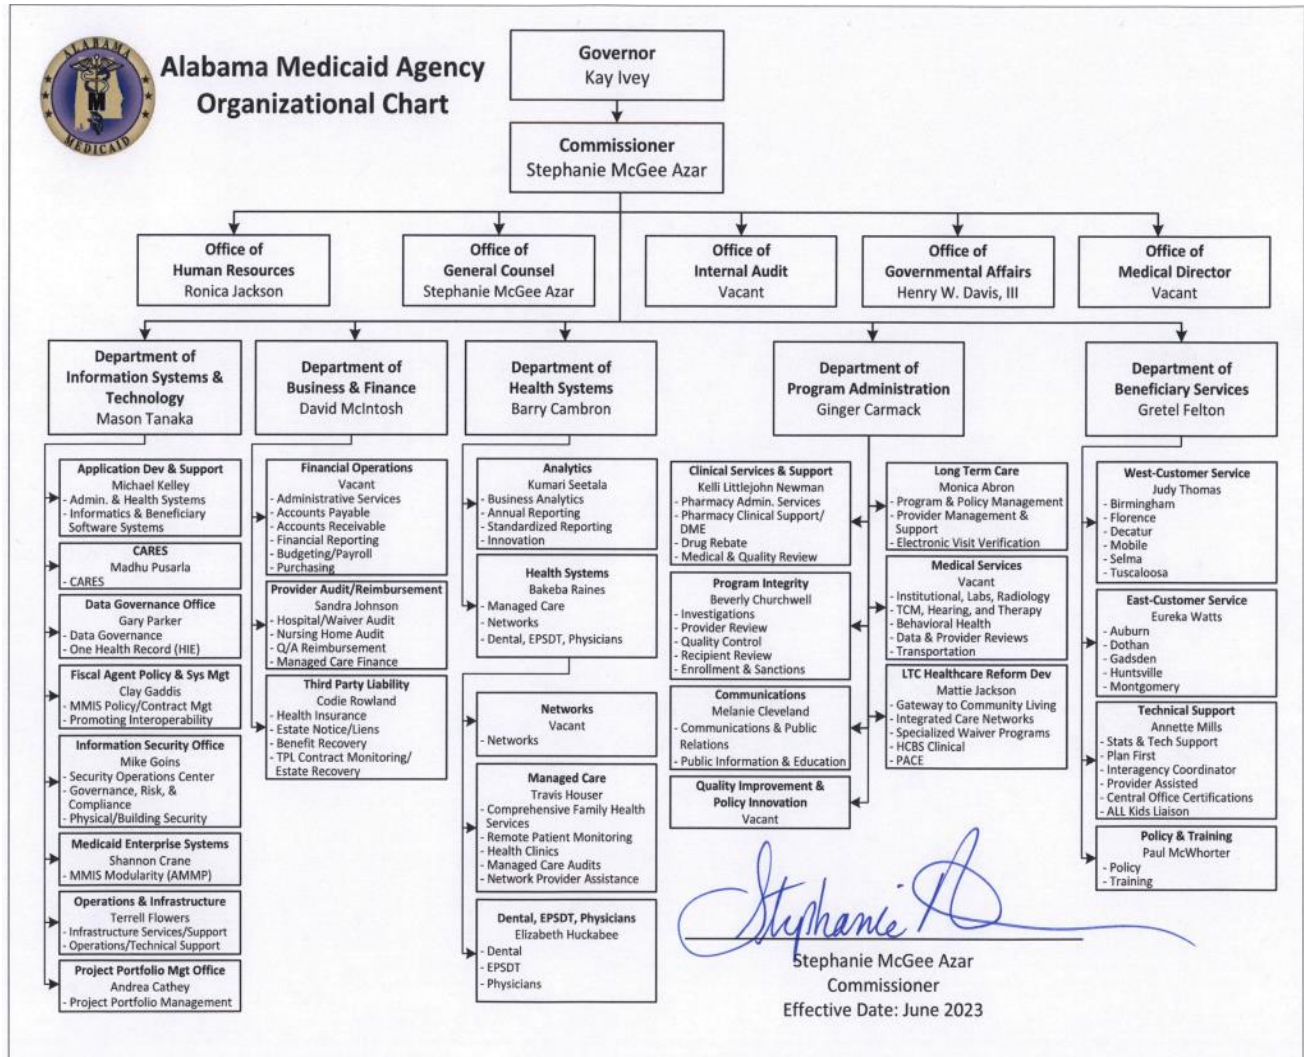 ALABAMA
MEDICAID
M
Alabama Medicaid Agency
Organizational Chart
Governor
Kay Ivey
Commissioner
Stephanie McGee Azar
Office of
Human Resources
Ronica Jackson
Office of
General Counsel
Stephanie McGee Azar
Office of
Internal Audit
Vacant
Office of
Governmental Affairs
Henry W. Davis, III
Office of
Medical Director
Vacant
Department of
Information Systems &
Technology
Mason Tanaka
Application Dev & Support
Michael Kelley
- Admin. & Health Systems
- Informatics & Beneficiary
Software Systems
CARES
Madhu Pusarla
- CARES
Data Governance Office
Gary Parker
- Data Governance
- One Health Record (HIE)
Fiscal Agent Policy & Sys Mgt
Clay Gaddis
- MMIS Policy/Contract Mgt
- Promoting Interoperability
Information Security Office
Mike Goins
- Security Operations Center
- Governance, Risk, &
Compliance
- Physical/Building Security
Medicaid Enterprise Systems
Shannon Crane
- MMIS Modularity (AMMP)
Operations & Infrastructure
Terrell Flowers
- Infrastructure Services/Support
- Operations/Technical Support
Project Portfolio Mgt Office
Andrea Cathey
- Project Portfolio Management
Department of
Business & Finance
David McIntosh
Financial Operations
Vacant
- Administrative Services
- Accounts Payable
- Accounts Receivable
- Financial Reporting
- Budgeting/Payroll
- Purchasing
Provider Audit/Reimbursement
Sandra Johnson
- Hospital/Waiver Audit
- Nursing Home Audit
- Q/A Reimbursement
- Managed Care Finance
Third Party Liability
Codie Rowland
- Health Insurance
- Estate Notice/Liens
- Benefit Recovery
- TPL Contract Monitoring/
Estate Recovery
Department of
Health Systems
Barry Cambron
Analytics
Kumari Seetala
- Business Analytics
- Annual Reporting
- Standardized Reporting
- Innovation
Health Systems
Bakeba Raines
- Managed Care
- Networks
- Dental, EPSDT, Physicians
Networks
Vacant
- Networks
Managed Care
Travis Houser
- Comprehensive Family Health
Services
- Remote Patient Monitoring
- Health Clinics
- Managed Care Audits
- Network Provider Assistance
Dental, EPSDT, Physicians
Elizabeth Huckabee
- Dental
- EPSDT
- Physicians
Department of
Program Administration
Ginger Carmack
Clinical Services & Support
Kelli Littlejohn Newman
- Pharmacy Admin. Services
- Pharmacy Clinical Support/
DME
- Drug Rebate
- Medical & Quality Review
Program Integrity
Beverly Churchwell
- Investigations
- Provider Review
- Quality Control
- Recipient Review
- Enrollment & Sanctions
Communications
Melanie Cleveland
- Communications & Public
Relations
- Public Information & Education
Quality Improvement &
Policy Innovation
Vacant
Long Term Care
Monica Abron
- Program & Policy Management
- Provider Management &
Support
- Electronic Visit Verification
Medical Services
Vacant
- Institutional, Labs, Radiology
- TCM, Hearing, and Therapy
- Behavioral Health
- Data & Provider Reviews
- Transportation
LTC Healthcare Reform Dev
Mattie Jackson
- Gateway to Community Living
- Integrated Care Networks
- Specialized Waiver Programs
- HCBS Clinical
- PACE
Department of
Beneficiary Services
Gretel Felton
West-Customer Service
Judy Thomas
- Birmingham
- Florence
- Decatur
- Mobile
- Selma
- Tuscaloosa
East-Customer Service
Eureka Watts
- Auburn
- Dothan
- Gadsden
- Huntsville
- Montgomery
Technical Support
Annette Mills
- Stats & Tech Support
- Plan First
- Interagency Coordinator
- Provider Assisted
- Central Office Certifications
- ALL Kids Liaison
Policy & Training
Paul McWhorter
- Policy
- Training
Stephanie
Stephanie McGee Azar
Commissioner
Effective Date: June 2023